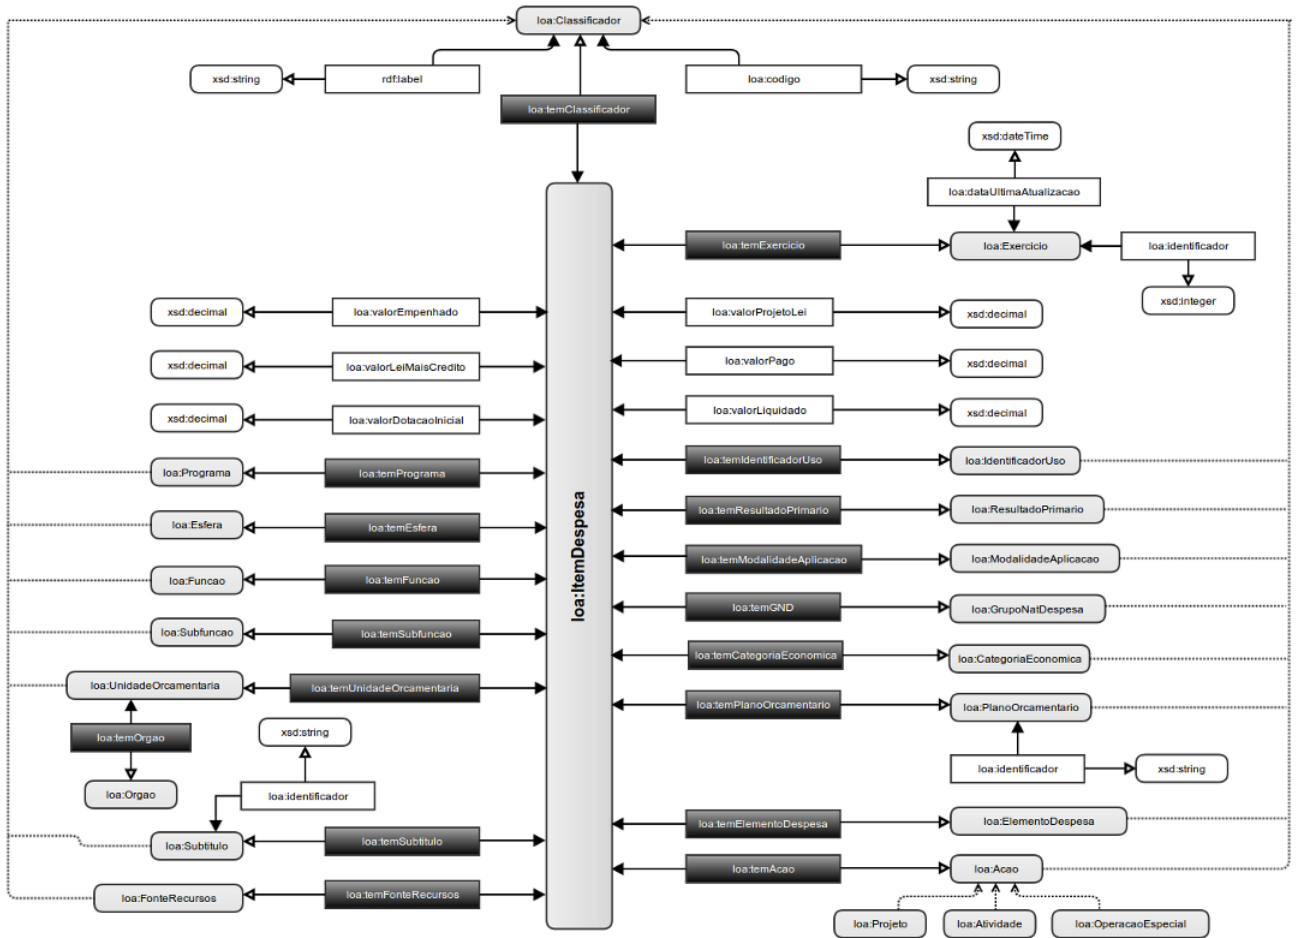 loa:Classificador
xsd:string
rdf:label
loa:codigo
xsd:string
loa:temClassificador
xsd:dateTime
loa:dataUltimaAtualizacao
loa:temExercicio
loa:Exercicio
loa:identificador
xsd:integer
xsd:decimal
loa:valorEmpenhado
loa:valorProjetoLei
xsd:decimal
xsd:decimal
loa:valorLeiMaisCredito
loa:valorPago
xsd:decimal
xsd:decimal
loa:valorDotacaoInicial
loa:valorLiquidado
xsd:decimal
loa:Programa
loa:temPrograma
loa:temIdentificadorUso
loa:IdentificadorUso
loa:ItemDespesa
loa:Esfera
loa:temEsfera
loa:temResultadoPrimario
loa:ResultadoPrimario
loa:Funcao
loa:temFuncao
loa:temModalidadeAplicacao
loa:ModalidadeAplicacao
loa:Subfuncao
loa:temSubfuncao
loa:temGND
loa:GrupoNatDespesa
loa:temCategoriaEconomica
loa:CategoriaEconomica
loa:UnidadeOrcamentaria
loa:temUnidadeOrcamentaria
loa:temPlanoOrcamentario
loa:PlanoOrcamentario
loa:temOrgao
xsd:string
loa:identificador
xsd:string
loa:Orgao
loa:identificador
loa:Subtitulo
loa:temSubtitulo
loa:temElementoDespesa
loa:ElementoDespesa
loa:temAcao
loa:Acao
loa:FonteRecursos
loa:temFonteRecursos
loa:Projeto
loa:Atividade
loa:OperacaoEspecial